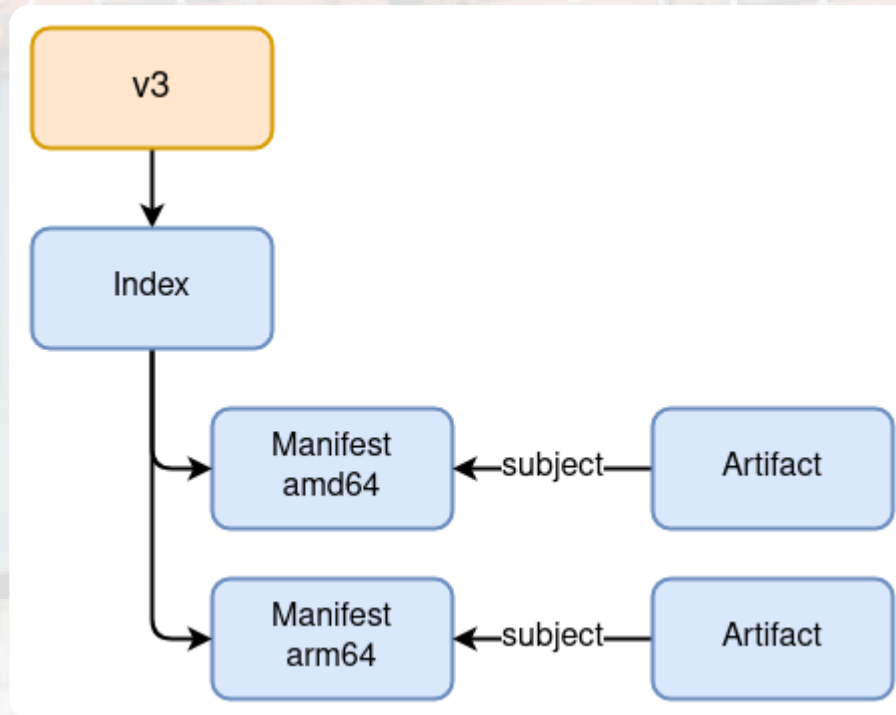 v3
Index
Manifest
amd64
subject
Artifact
Manifest
arm64
subject
Artifact